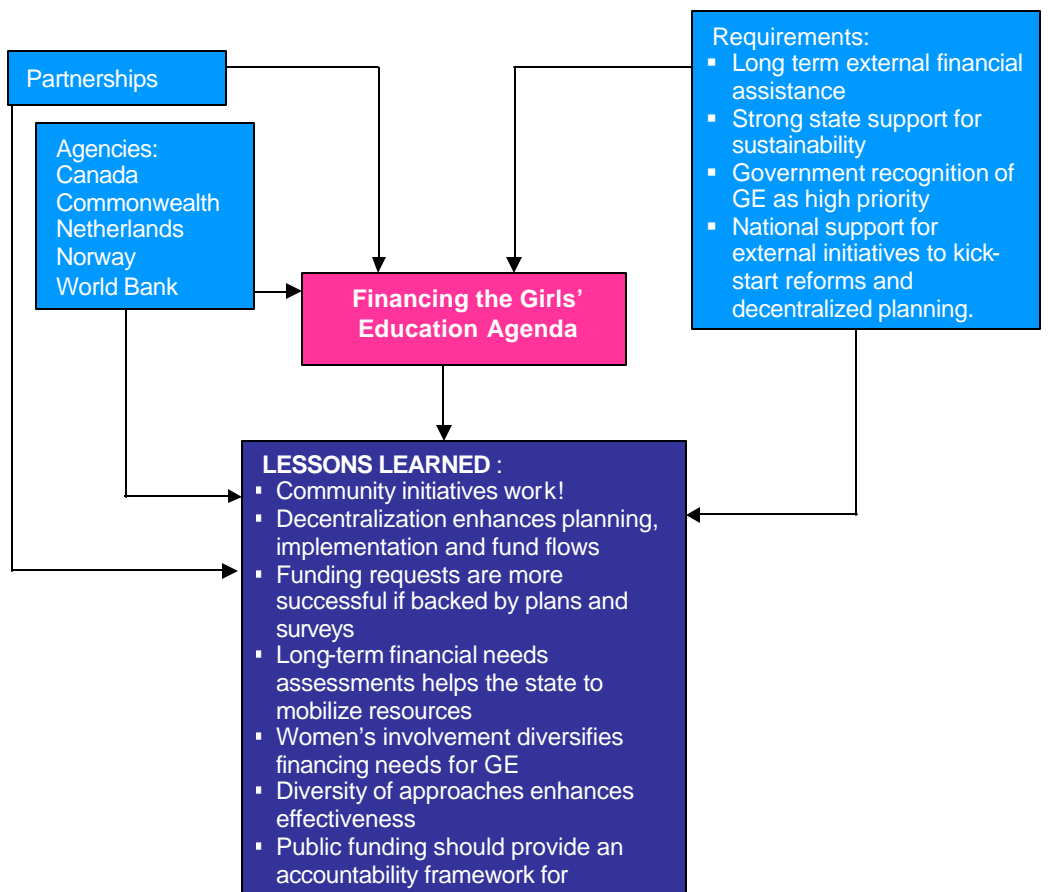 Partnerships
Agencies:
Canada
Commonwealth
Netherlands
Norway
World Bank
Requirements:
▪ Long term external financial
assistance
▪ Strong state support for
sustainability
▪ Government recognition of
GE as high priority
▪ National support for
external initiatives to kick-
start reforms and
decentralized planning.
Financing the Girls’
Education Agenda
LESSONS LEARNED :
▪ Community initiatives work!
▪ Decentralization enhances planning,
implementation and fund flows
▪ Funding requests are more
successful if backed by plans and
surveys
▪ Long-term financial needs
assessments helps the state to
mobilize resources
▪ Women’s involvement diversifies
financing needs for GE
▪ Diversity of approaches enhances
effectiveness
▪ Public funding should provide an
accountability framework for